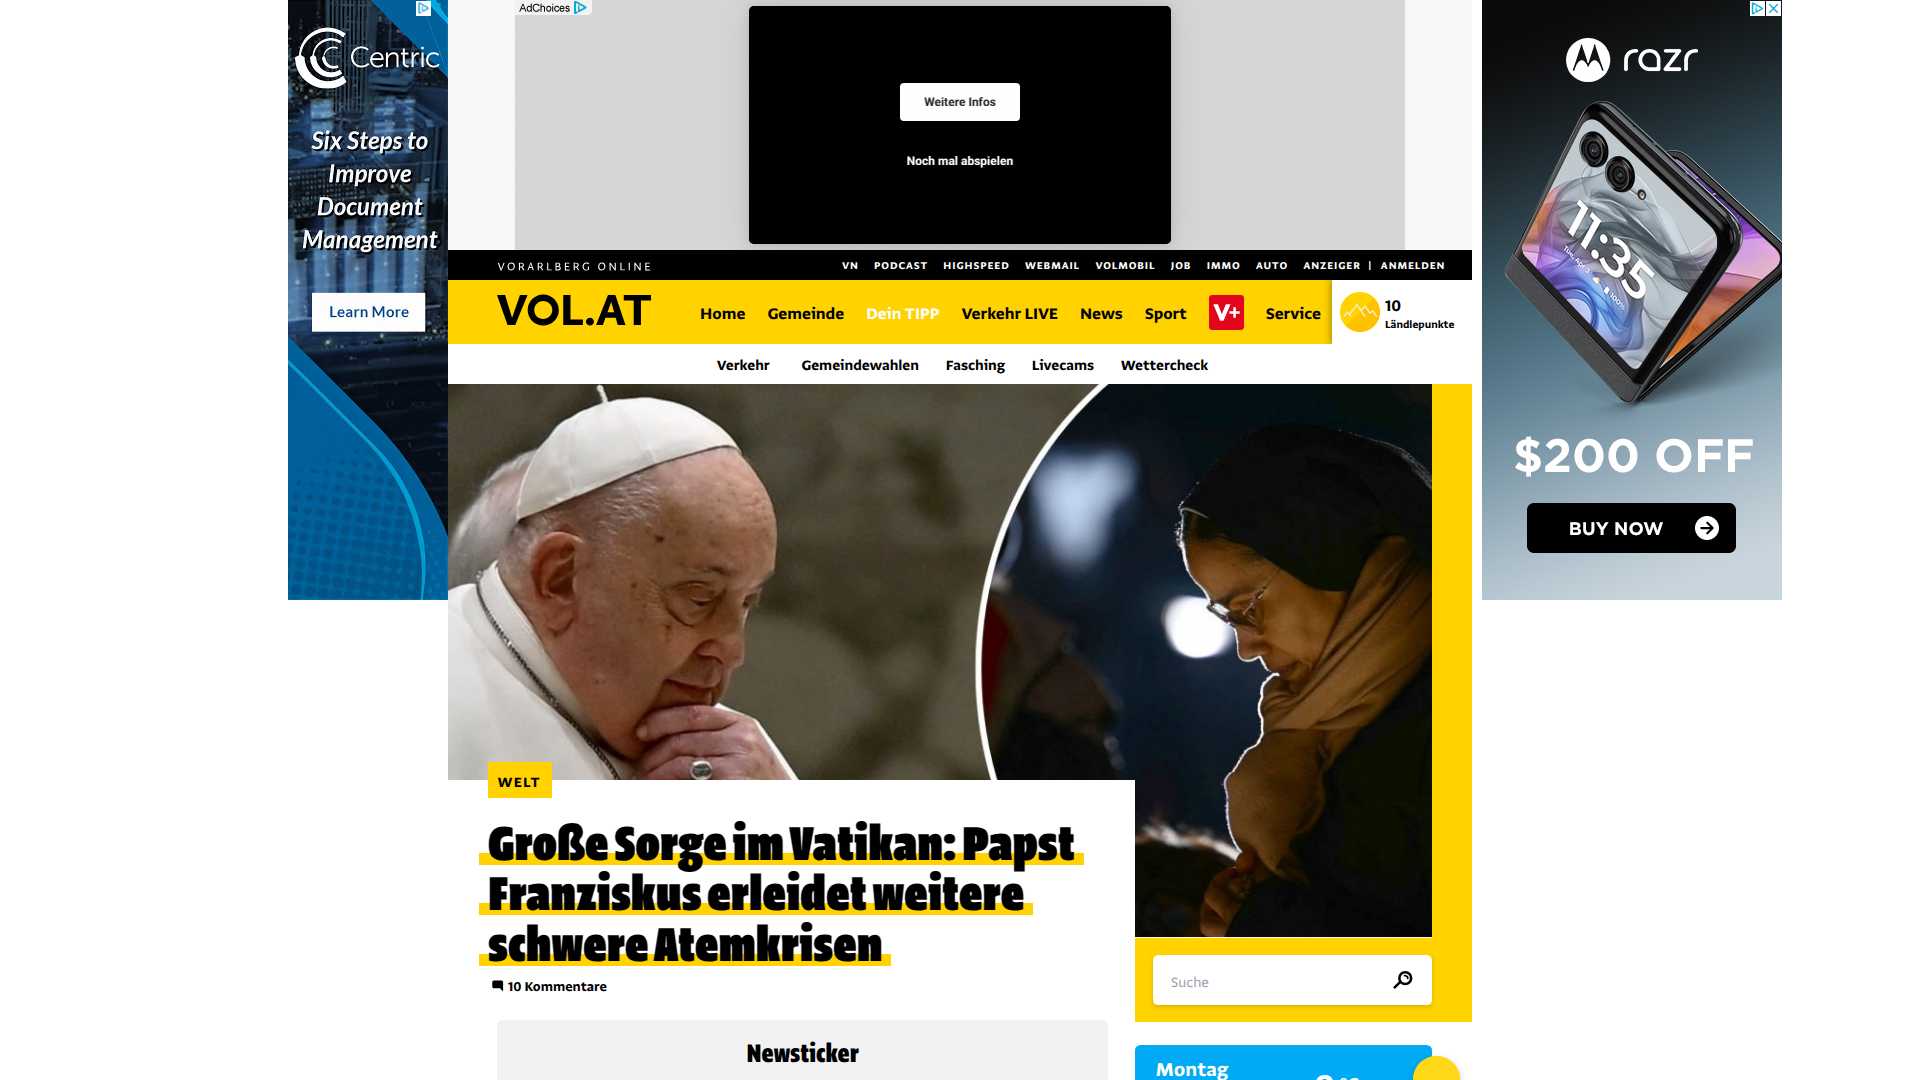 Centric
Six Steps to
Improve
Document
Management
Learn More
AdChoices
Weitere Infos
Noch mal abspielen
VORARLBERG ONLINE
VN PODCAST HIGHSPEED WEBMAIL VOLMOBIL JOB IMMO AUTO ANZEIGER | ANMELDEN
VOL.AT
Home Gemeinde Dein TIPP Verkehr LIVE News Sport V+ Service
10
Ländlepunkte
Verkehr Gemeindewahlen Fasching Livecams Wettercheck
razr
11:35
$200 OFF
BUY NOW
WELT
Große Sorge im Vatikan: Papst
Franziskus erleidet weitere
schwere Atemkrisen
10 Kommentare
Suche
Newsticker
Montag